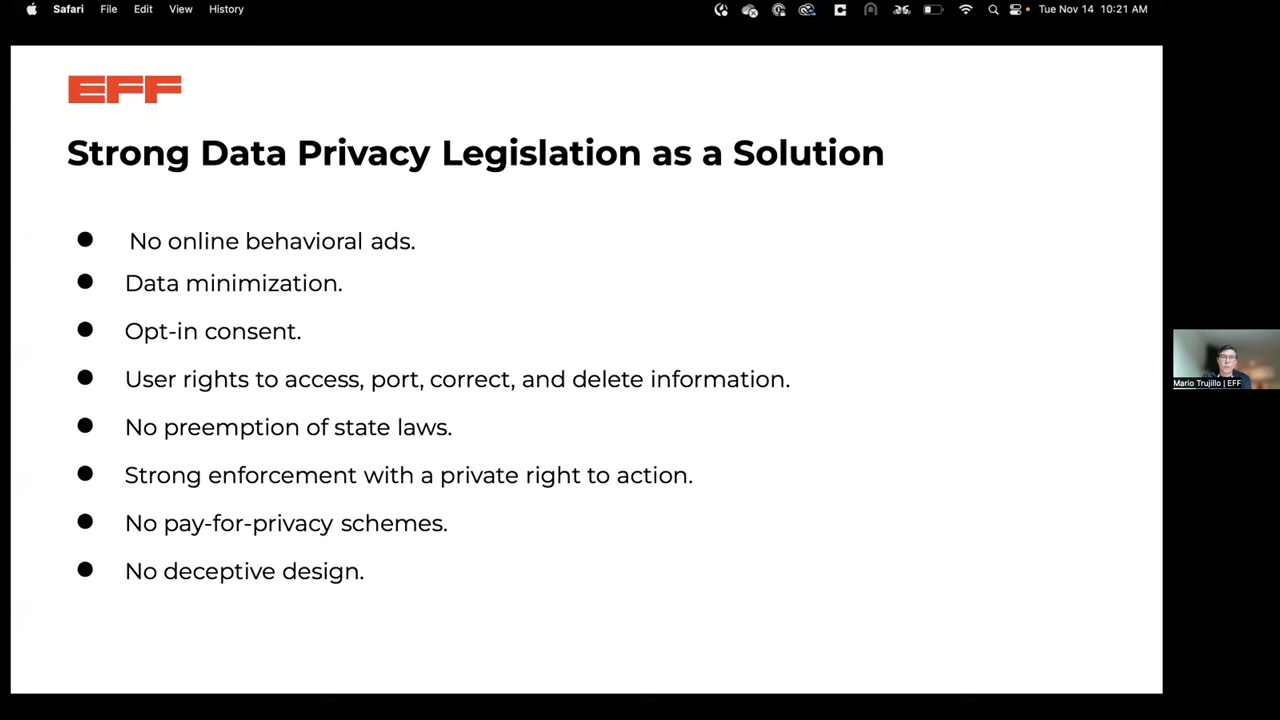 Safari File Edit View History Tue Nov 14 10:21 AM
EFF
Strong Data Privacy Legislation as a Solution
● No online behavioral ads.
● Data minimization.
● Opt-in consent.
● User rights to access, port, correct, and delete information.
● No preemption of state laws.
● Strong enforcement with a private right to action.
● No pay-for-privacy schemes.
● No deceptive design.
Mario Trujillo | EFF